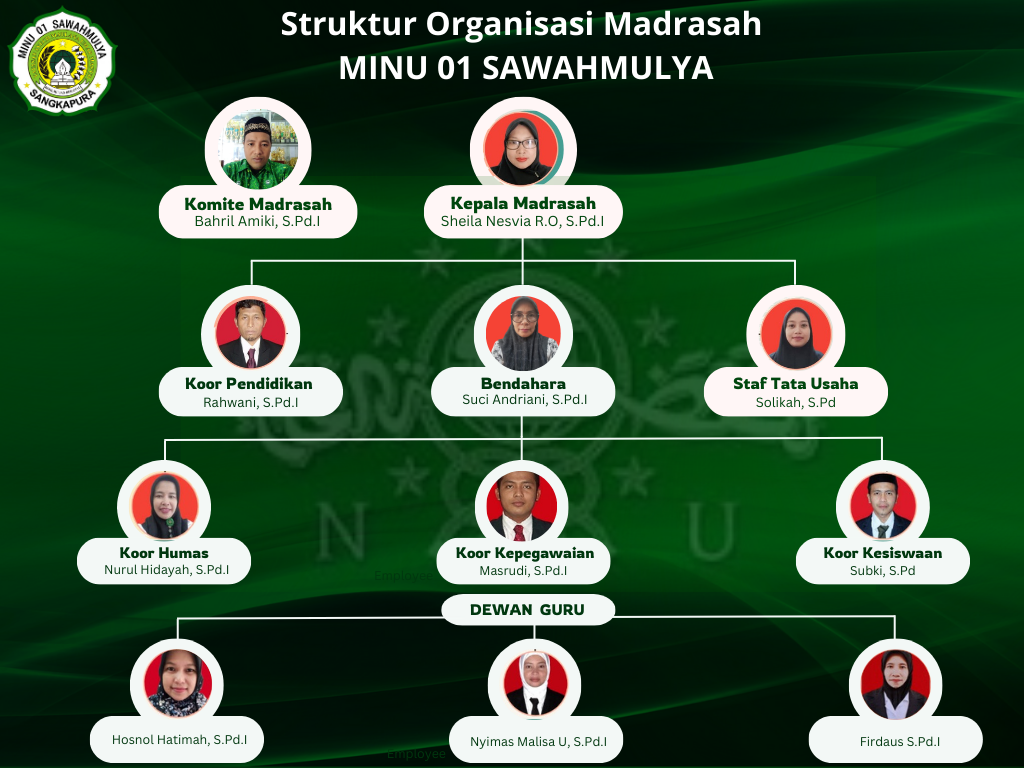 Struktur Organisasi Madrasah
MINU 01 SAWAHMULYA
MINU 01 SAWAHMULYA
SANGKAPURA
Komite Madrasah
Bahril Amiki, S.Pd.I
Kepala Madrasah
Sheila Nesvia R.O, S.Pd.I
Koor Pendidikan
Rahwani, S.Pd.I
Bendahara
Suci Andriani, S.Pd.I
Staf Tata Usaha
Solikah, S.Pd
N U
Koor Humas
Nurul Hidayah, S.Pd.I
Koor Kepegawaian
Masrudi, S.Pd.I
Koor Kesiswaan
Subki, S.Pd
Employee
DEWAN GURU
Hosnol Hatimah, S.Pd.I
Nyimas Malisa U, S.Pd.I
Firdaus S.Pd.I
Employee